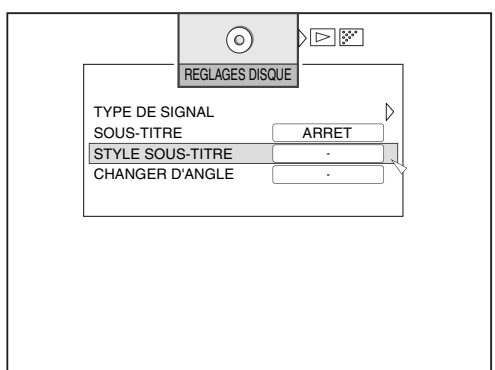 REGLAGES DISQUE
TYPE DE SIGNAL
SOUS-TITRE ARRET
STYLE SOUS-TITRE -
CHANGER D'ANGLE -